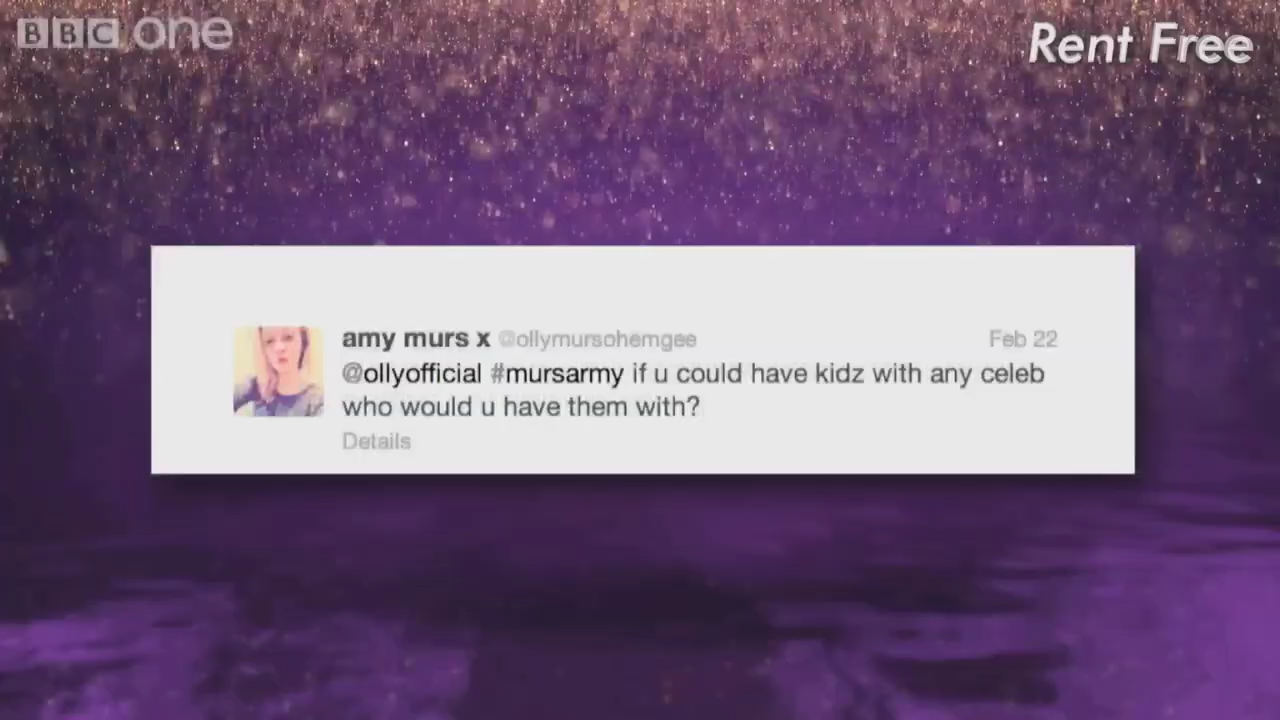 BBC one
Rent Free
amy murs x @ollymursohemgee Feb 22
@ollyofficial #mursarmy if u could have kidz with any celeb
who would u have them with?
Details